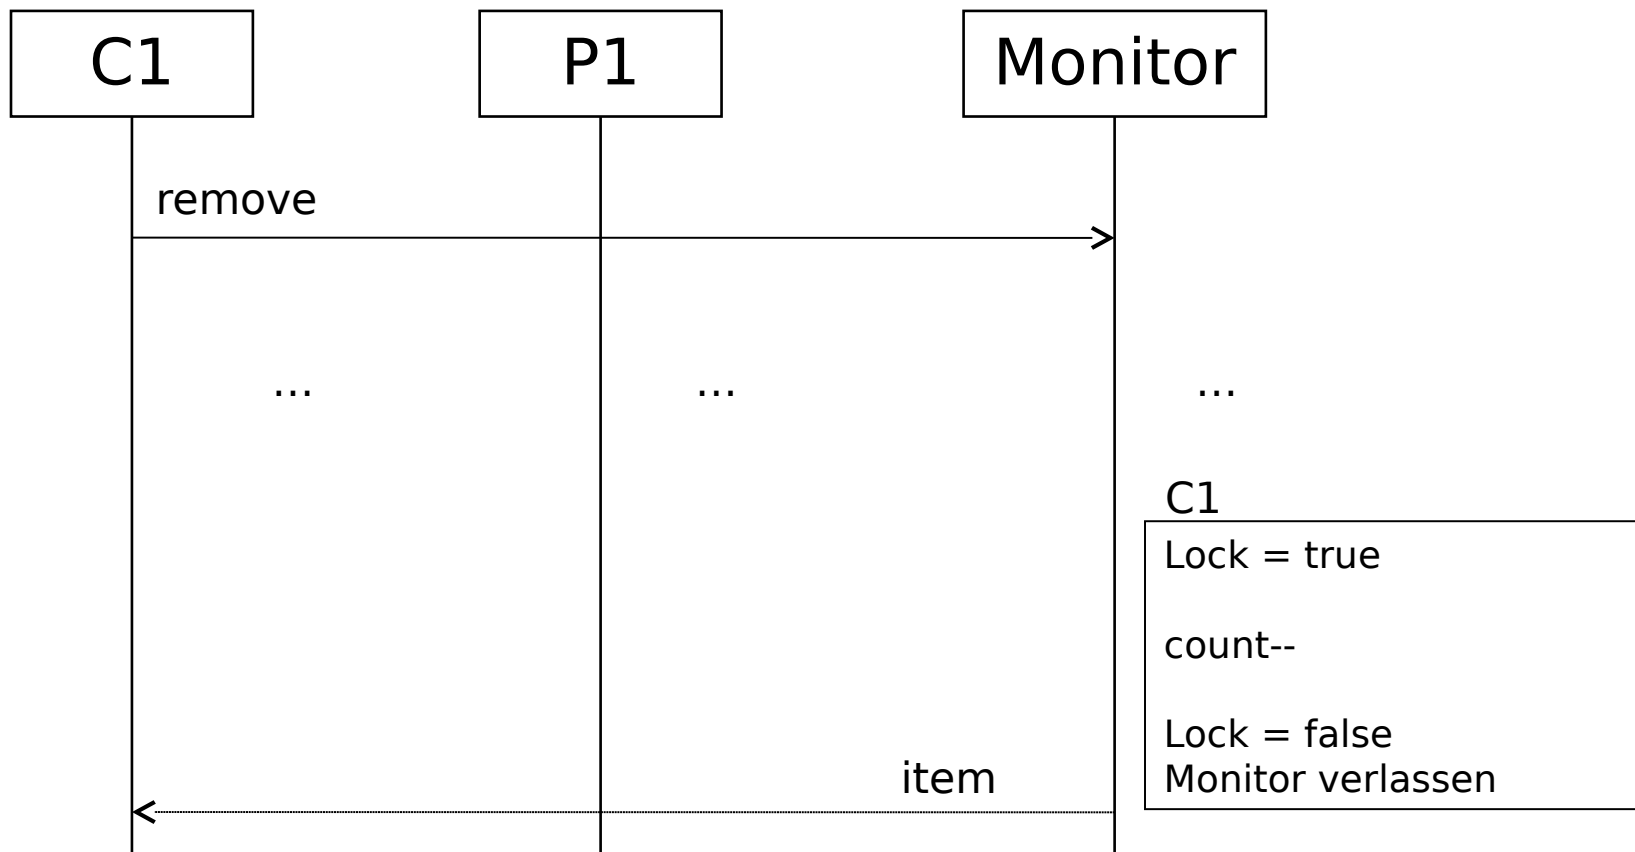 C1
P1
Monitor
remove
... ... ...
C1
Lock = true
count--
Lock = false
Monitor verlassen
item